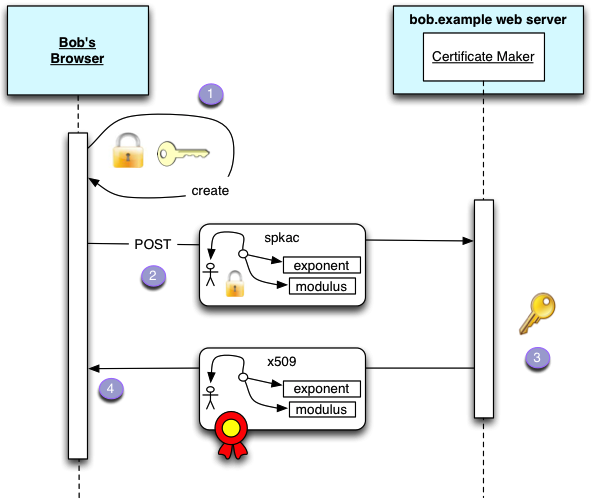 Bob's
Browser
bob.example web server
Certificate Maker
1
create
POST
spkac
exponent
modulus
2
3
x509
exponent
modulus
4